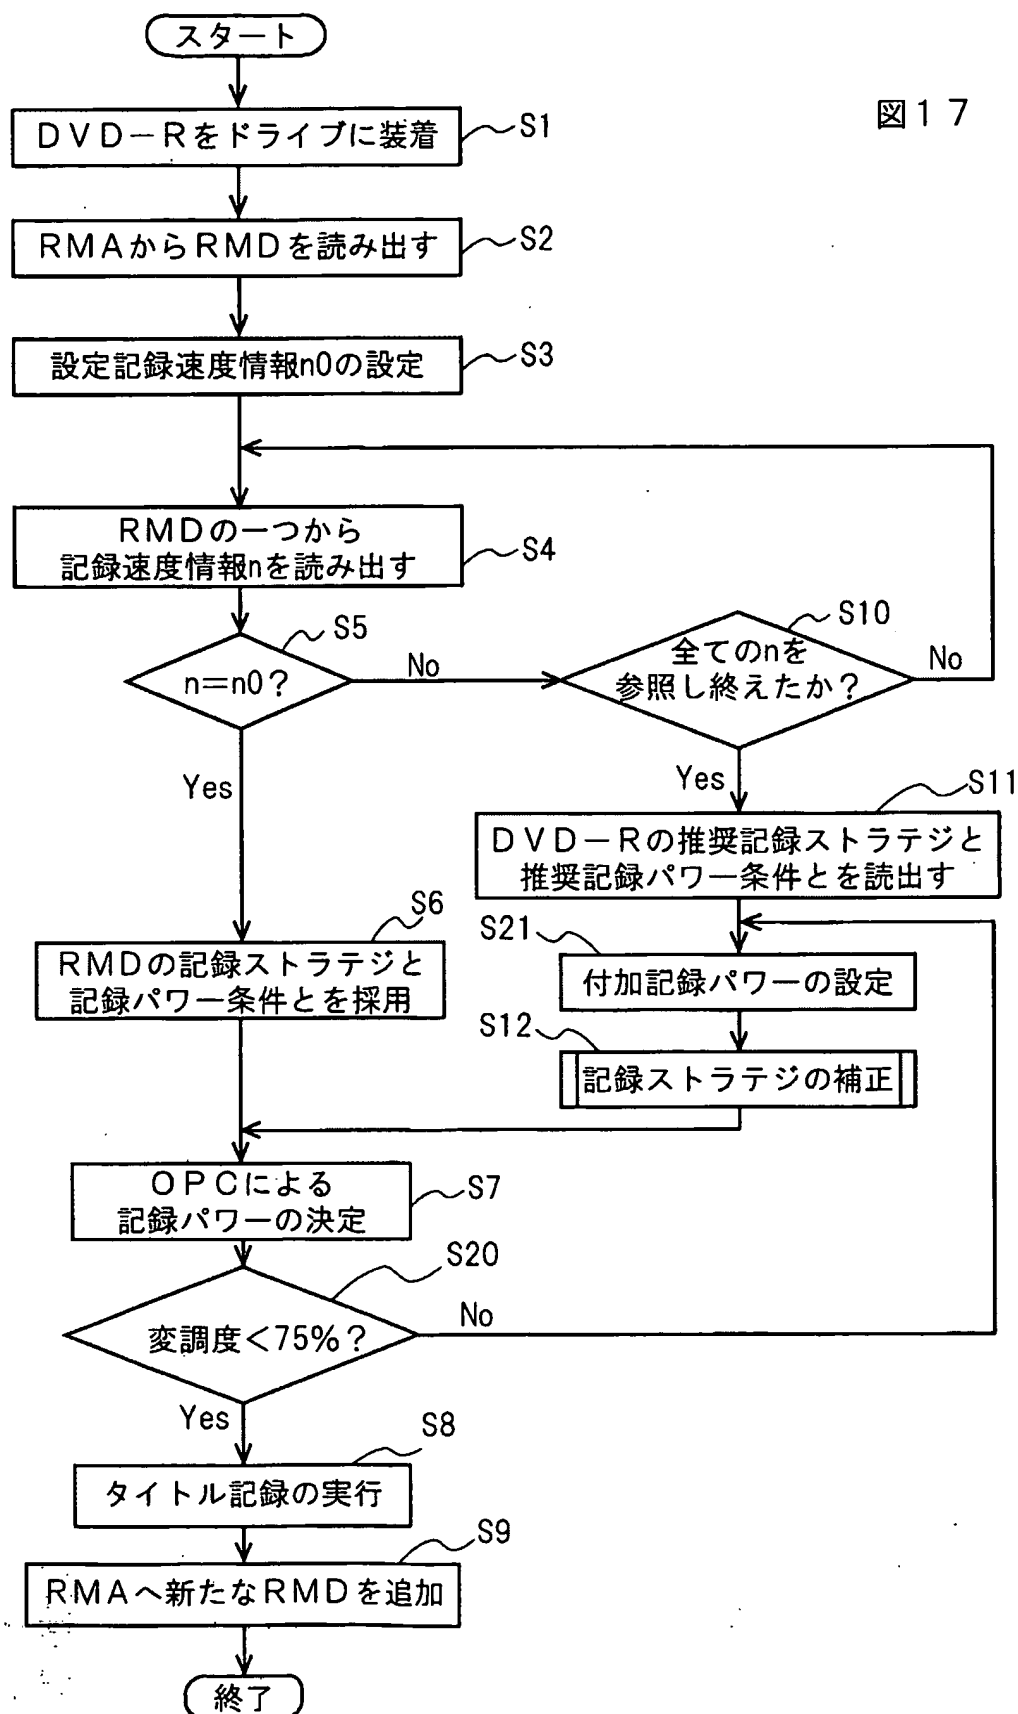 スタート
図17
DVD-Rをドライブに装着
S1
RMAからRMDを読み出す
S2
設定記録速度情報n0の設定
S3
RMDの一つから
記録速度情報nを読み出す
S4
n=n0?
S5
No
全てのnを
参照し終えたか?
S10
No
Yes
Yes
DVD-Rの推奨記録ストラテジと
推奨記録パワー条件とを読出す
S11
RMDの記録ストラテジと
記録パワー条件とを採用
S6
付加記録パワーの設定
S21
記録ストラテジの補正
S12
OPCによる
記録パワーの決定
S7
変調度<75%?
S20
No
Yes
タイトル記録の実行
S8
RMAへ新たなRMDを追加
S9
終了